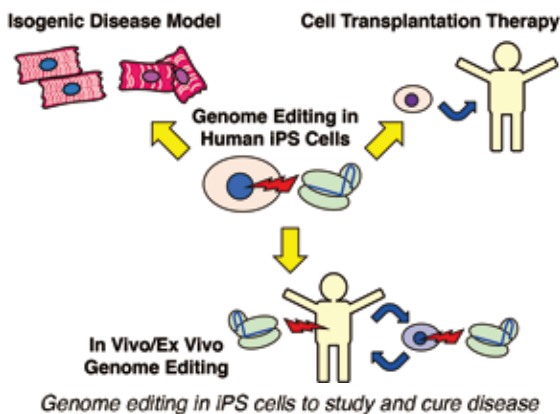 Isogenic Disease Model
Cell Transplantation Therapy
Genome Editing in
Human iPS Cells
In Vivo/Ex Vivo
Genome Editing
Genome editing in iPS cells to study and cure disease